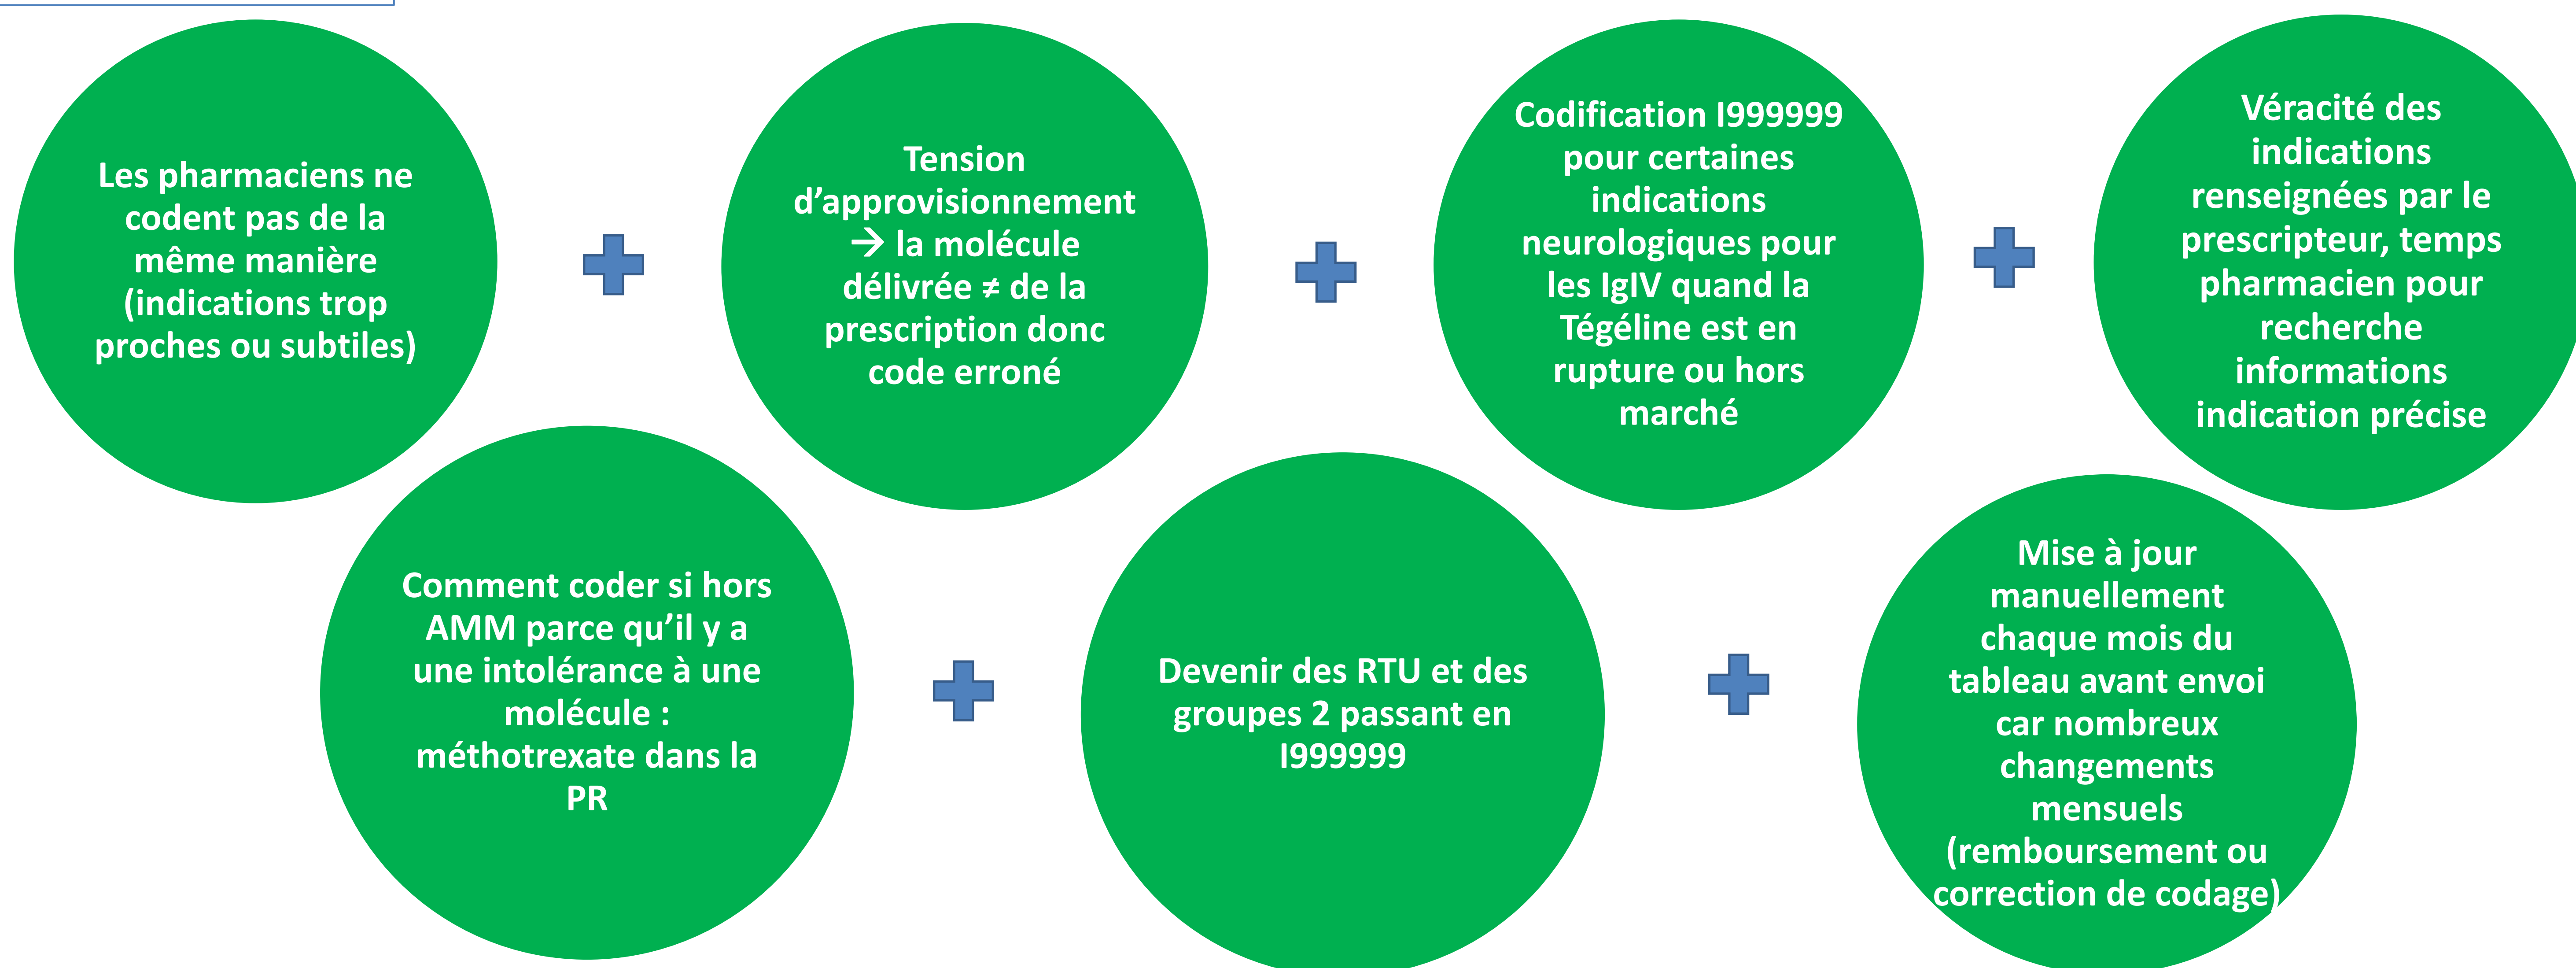 Les pharmaciens ne
codent pas de la
même manière
(indications trop
proches ou subtiles)
Tension
d’approvisionnement
→ la molécule
délivrée ≠ de la
prescription donc
code erroné
Codification I999999
pour certaines
indications
neurologiques pour
les IgIV quand la
Tégéline est en
rupture ou hors
marché
Véracité des
indications
renseignées par le
prescripteur, temps
pharmacien pour
recherche
informations
indication précise
Comment coder si hors
AMM parce qu’il y a
une intolérance à une
molécule :
méthotrexate dans la
PR
Devenir des RTU et des
groupes 2 passant en
I999999
Mise à jour
manuellement
chaque mois du
tableau avant envoi
car nombreux
changements
mensuels
(remboursement ou
correction de codage)